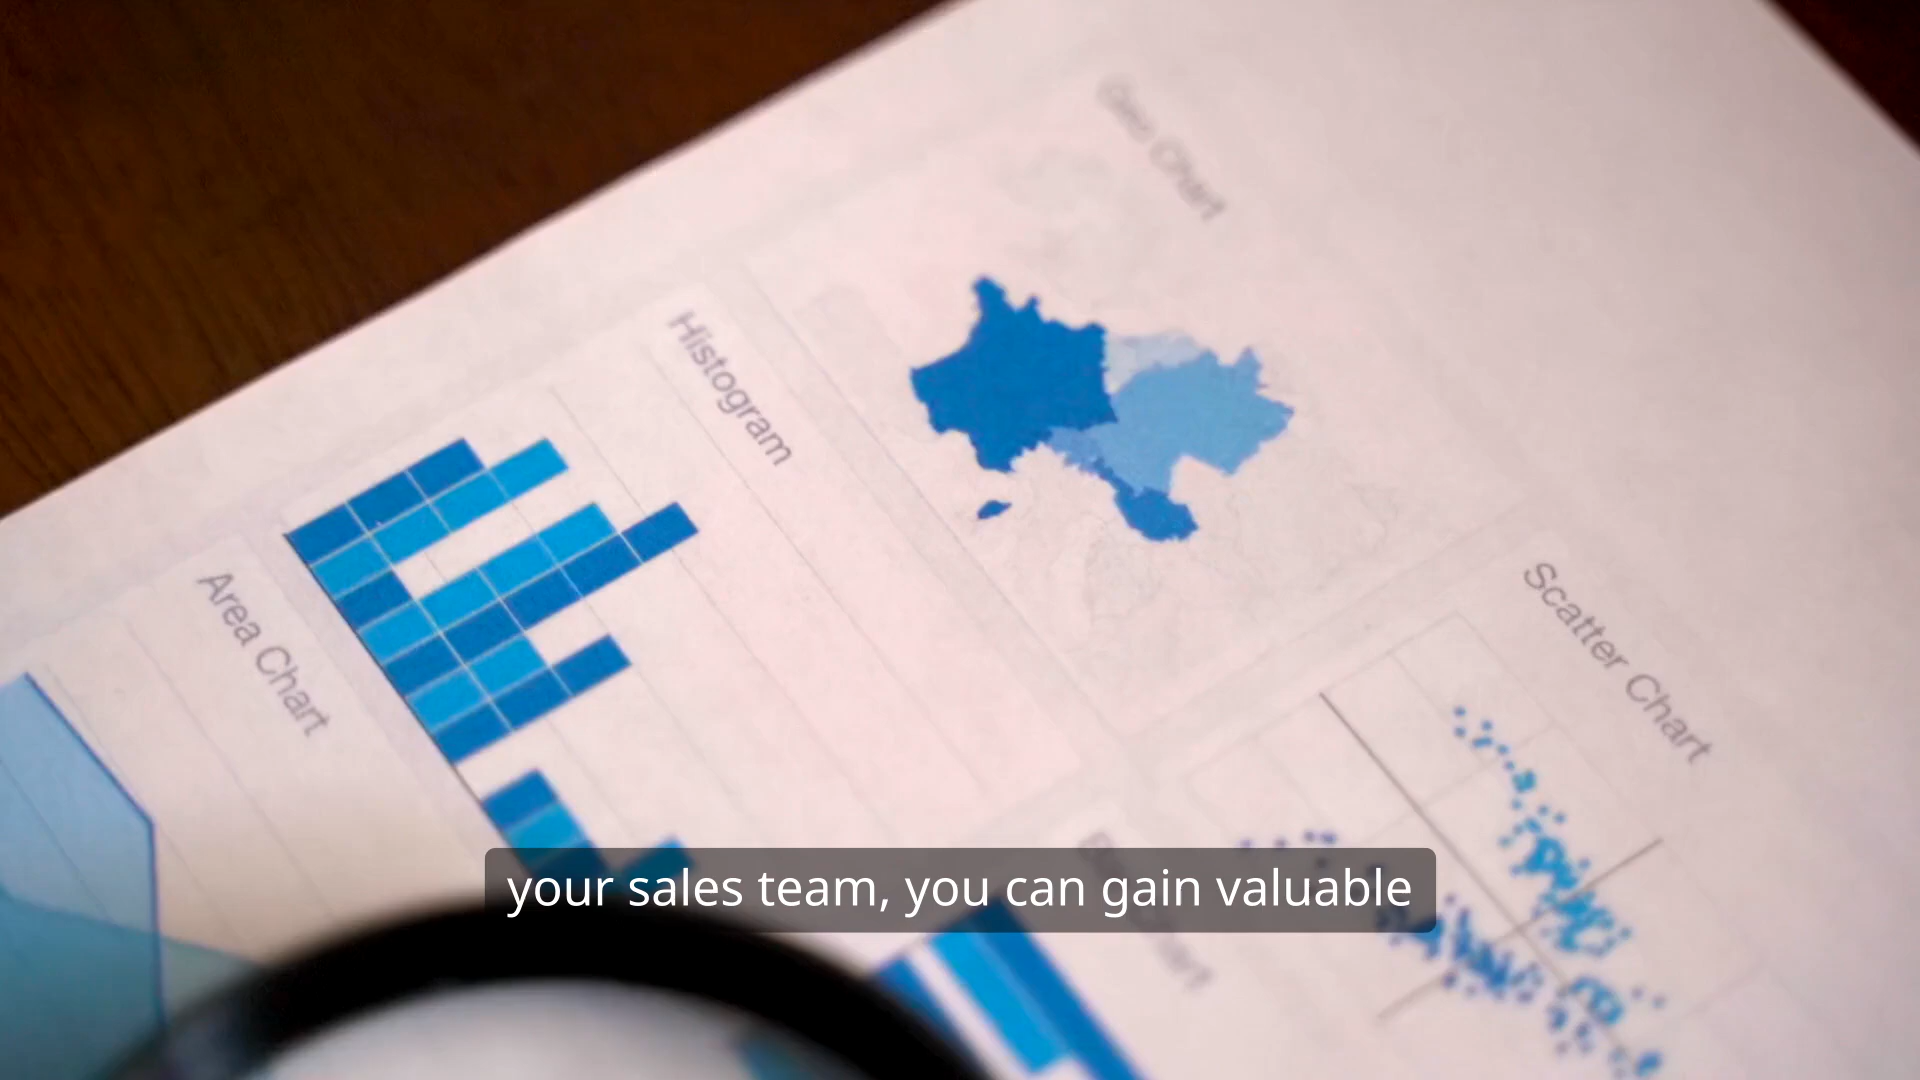 Geo Chart
Histogram
Scatter Chart
Area Chart
your sales team, you can gain valuable